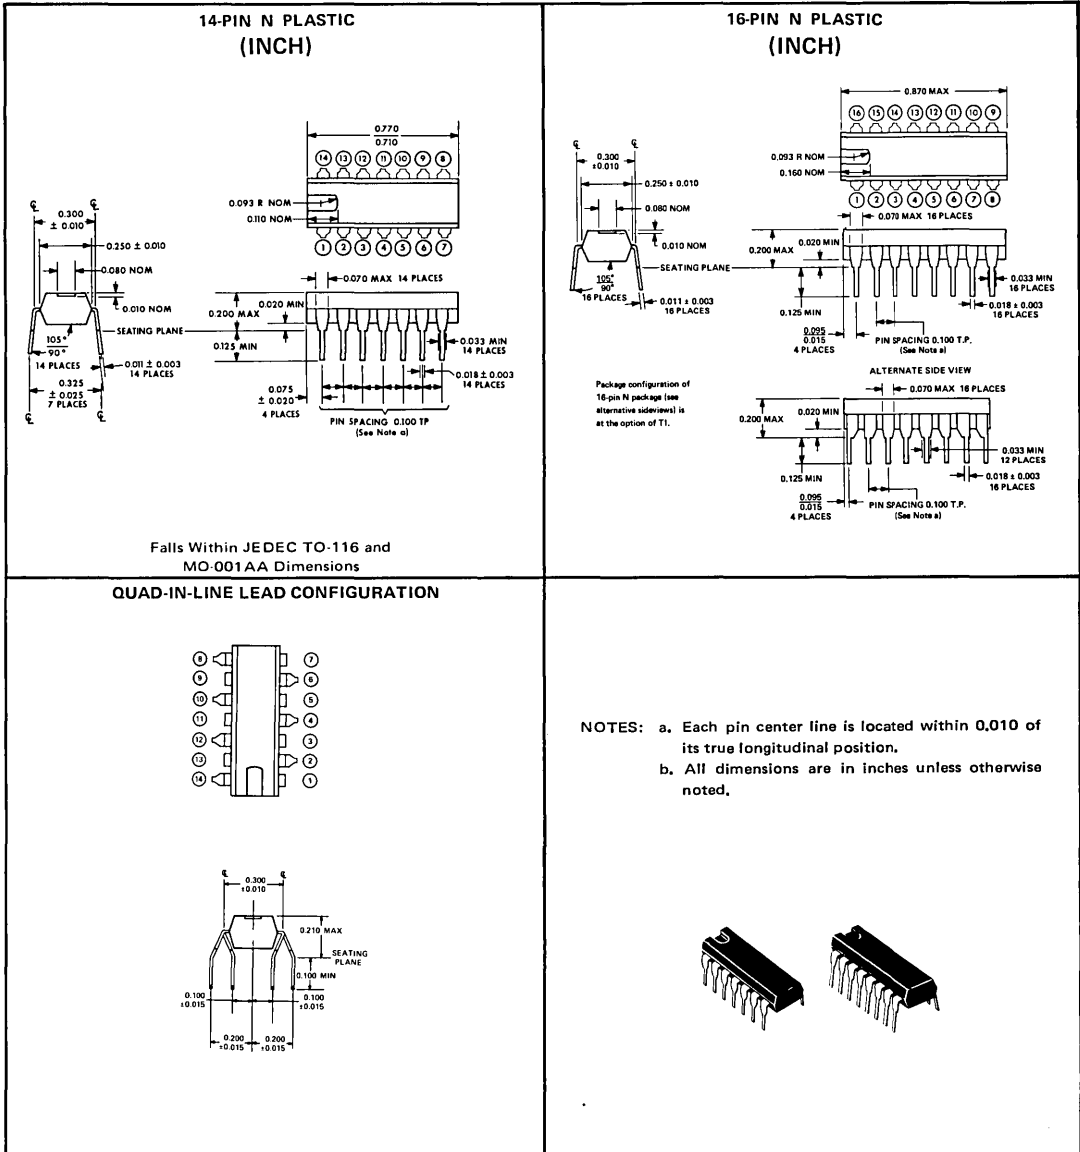 14-PIN N PLASTIC
(INCH)
0.770
0.710
14 13 12 11 10 9 8
0.093 R NOM
0.110 NOM
1 2 3 4 5 6 7
℄ ℄
0.300
± 0.010
0.250 ± 0.010
0.080 NOM
0.010 NOM
SEATING PLANE
105°
90°
14 PLACES
0.011 ± 0.003
14 PLACES
0.325
± 0.025
7 PLACES
℄ ℄
0.070 MAX 14 PLACES
0.020 MIN
0.200 MAX
0.125 MIN
0.033 MIN
14 PLACES
0.018 ± 0.003
14 PLACES
0.075
± 0.020
4 PLACES
PIN SPACING 0.100 TP
(See Note a)
Falls Within JEDEC TO-116 and
MO-001AA Dimensions
16-PIN N PLASTIC
(INCH)
0.870 MAX
16 15 14 13 12 11 10 9
0.093 R NOM
0.160 NOM
1 2 3 4 5 6 7 8
℄ ℄
0.300
±0.010
0.250 ± 0.010
0.080 NOM
0.010 NOM
SEATING PLANE
105°
90°
16 PLACES
0.011 ± 0.003
16 PLACES
0.070 MAX 16 PLACES
0.020 MIN
0.200 MAX
0.125 MIN
0.033 MIN
16 PLACES
0.018 ± 0.003
16 PLACES
0.095
0.015
4 PLACES
PIN SPACING 0.100 T.P.
(See Note a)
Package configuration of
16-pin N package (see
alternative sideviews) is
at the option of TI.
ALTERNATE SIDE VIEW
0.070 MAX 16 PLACES
0.020 MIN
0.200 MAX
0.125 MIN
0.033 MIN
12 PLACES
0.018 ± 0.003
16 PLACES
0.095
0.015
4 PLACES
PIN SPACING 0.100 T.P.
(See Note a)
QUAD-IN-LINE LEAD CONFIGURATION
8 7
9 6
10 5
11 4
12 3
13 2
14 1
℄ ℄
0.300
±0.010
0.210 MAX
SEATING
PLANE
0.100 MIN
0.100
±0.015
0.100
±0.015
0.200
±0.015
0.200
±0.015
NOTES: a. Each pin center line is located within 0.010 of
its true longitudinal position.
b. All dimensions are in inches unless otherwise
noted.